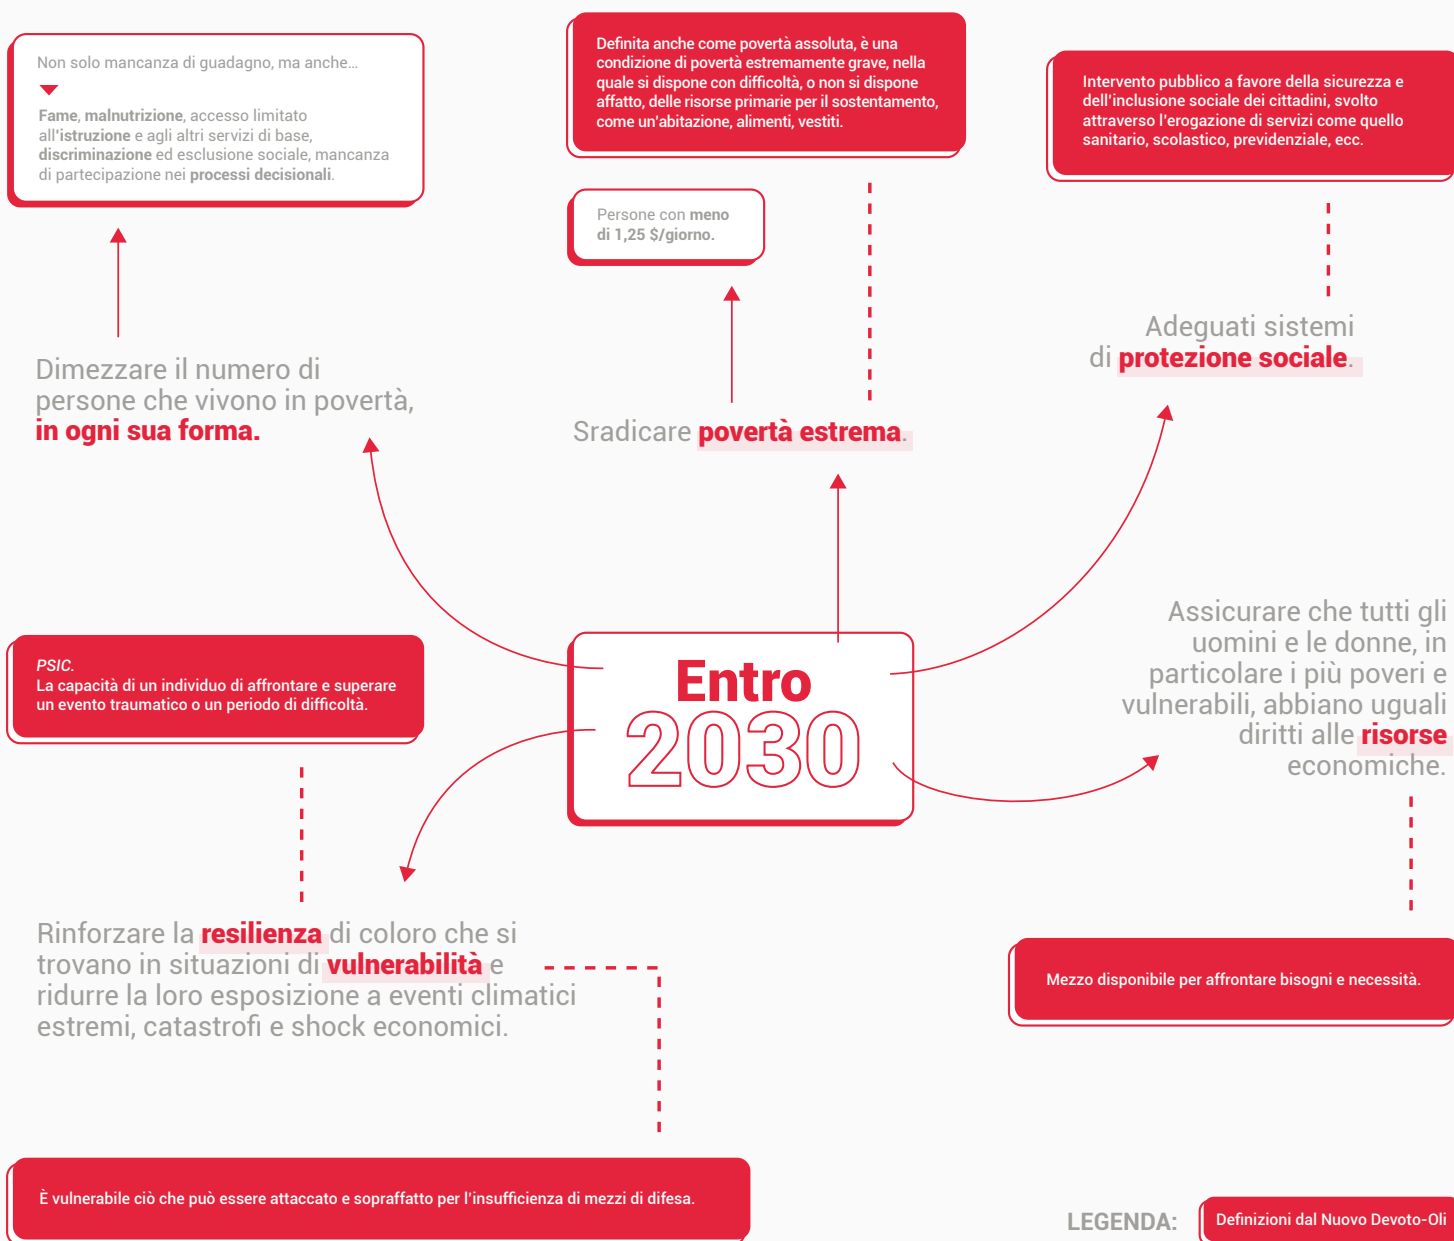 Non solo mancanza di guadagno, ma anche...
Fame, malnutrizione, accesso limitato
all'istruzione e agli altri servizi di base,
discriminazione ed esclusione sociale, mancanza
di partecipazione nei processi decisionali.
Definita anche come povertà assoluta, è una
condizione di povertà estremamente grave, nella
quale si dispone con difficoltà, o non si dispone
affatto, delle risorse primarie per il sostentamento,
come un'abitazione, alimenti, vestiti.
Intervento pubblico a favore della sicurezza e
dell'inclusione sociale dei cittadini, svolto
attraverso l'erogazione di servizi come quello
sanitario, scolastico, previdenziale, ecc.
Persone con meno
di 1,25 $/giorno.
Dimezzare il numero di
persone che vivono in povertà,
in ogni sua forma.
Sradicare povertà estrema.
Adeguati sistemi
di protezione sociale.
Entro
2030
Assicurare che tutti gli
uomini e le donne, in
particolare i più poveri e
vulnerabili, abbiano uguali
diritti alle risorse
economiche.
PSIC.
La capacità di un individuo di affrontare e superare
un evento traumatico o un periodo di difficoltà.
Rinforzare la resilienza di coloro che si
trovano in situazioni di vulnerabilità e
ridurre la loro esposizione a eventi climatici
estremi, catastrofi e shock economici.
Mezzo disponibile per affrontare bisogni e necessità.
È vulnerabile ciò che può essere attaccato e sopraffatto per l'insufficienza di mezzi di difesa.
LEGENDA: Definizioni dal Nuovo Devoto-Oli